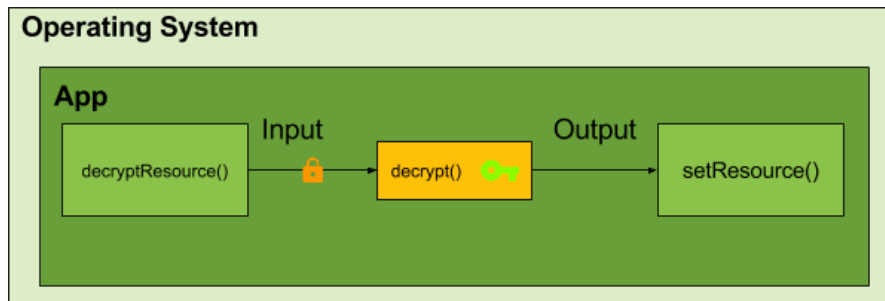 Operating System
App
Input
Output
decryptResource()
decrypt()
setResource()